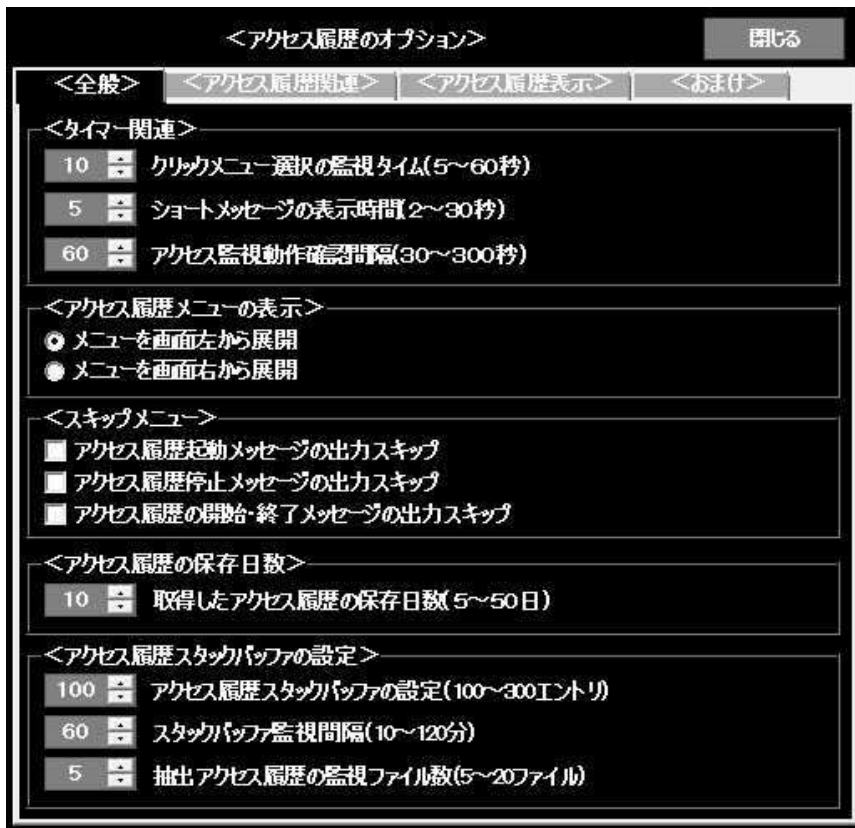 ＜アクセス履歴のオプション＞
閉じる
＜全般＞ ＜アクセス履歴関連＞ ＜アクセス履歴表示＞ ＜おまけ＞
＜タイマー関連＞
10 クリックメニュー選択の監視タイム(5～60秒)
5 ショートメッセージの表示時間(2～30秒)
60 アクセス監視動作確認間隔(30～300秒)
＜アクセス履歴メニューの表示＞
メニューを画面左から展開
メニューを画面右から展開
＜スキップメニュー＞
アクセス履歴起動メッセージの出力スキップ
アクセス履歴停止メッセージの出力スキップ
アクセス履歴の開始・終了メッセージの出力スキップ
＜アクセス履歴の保存日数＞
10 取得したアクセス履歴の保存日数(5～50日)
＜アクセス履歴スタックバッファの設定＞
100 アクセス履歴スタックバッファの設定(100～300エントリ)
60 スタックバッファ監視間隔(10～120分)
5 抽出アクセス履歴の監視ファイル数(5～20ファイル)